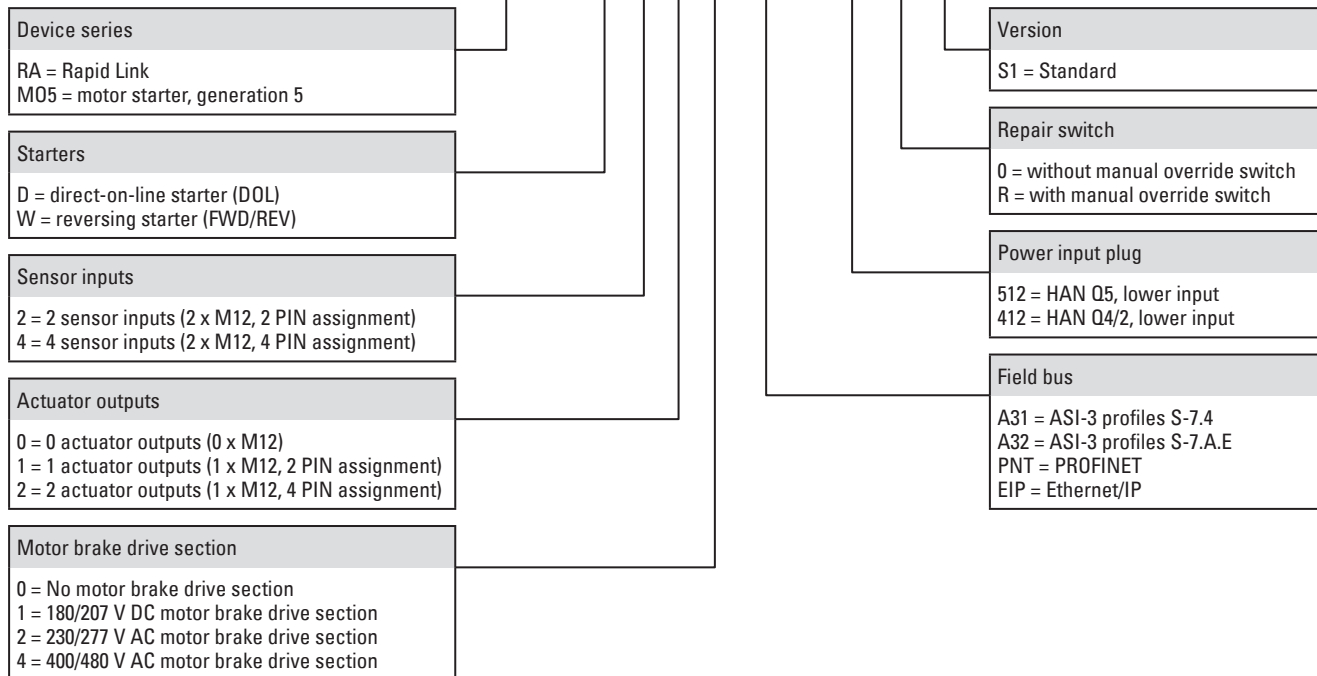 Device series
RA = Rapid Link
MO5 = motor starter, generation 5
Starters
D = direct-on-line starter (DOL)
W = reversing starter (FWD/REV)
Sensor inputs
2 = 2 sensor inputs (2 x M12, 2 PIN assignment)
4 = 4 sensor inputs (2 x M12, 4 PIN assignment)
Actuator outputs
0 = 0 actuator outputs (0 x M12)
1 = 1 actuator outputs (1 x M12, 2 PIN assignment)
2 = 2 actuator outputs (1 x M12, 4 PIN assignment)
Motor brake drive section
0 = No motor brake drive section
1 = 180/207 V DC motor brake drive section
2 = 230/277 V AC motor brake drive section
4 = 400/480 V AC motor brake drive section
Version
S1 = Standard
Repair switch
0 = without manual override switch
R = with manual override switch
Power input plug
512 = HAN Q5, lower input
412 = HAN Q4/2, lower input
Field bus
A31 = ASI-3 profiles S-7.4
A32 = ASI-3 profiles S-7.A.E
PNT = PROFINET
EIP = Ethernet/IP